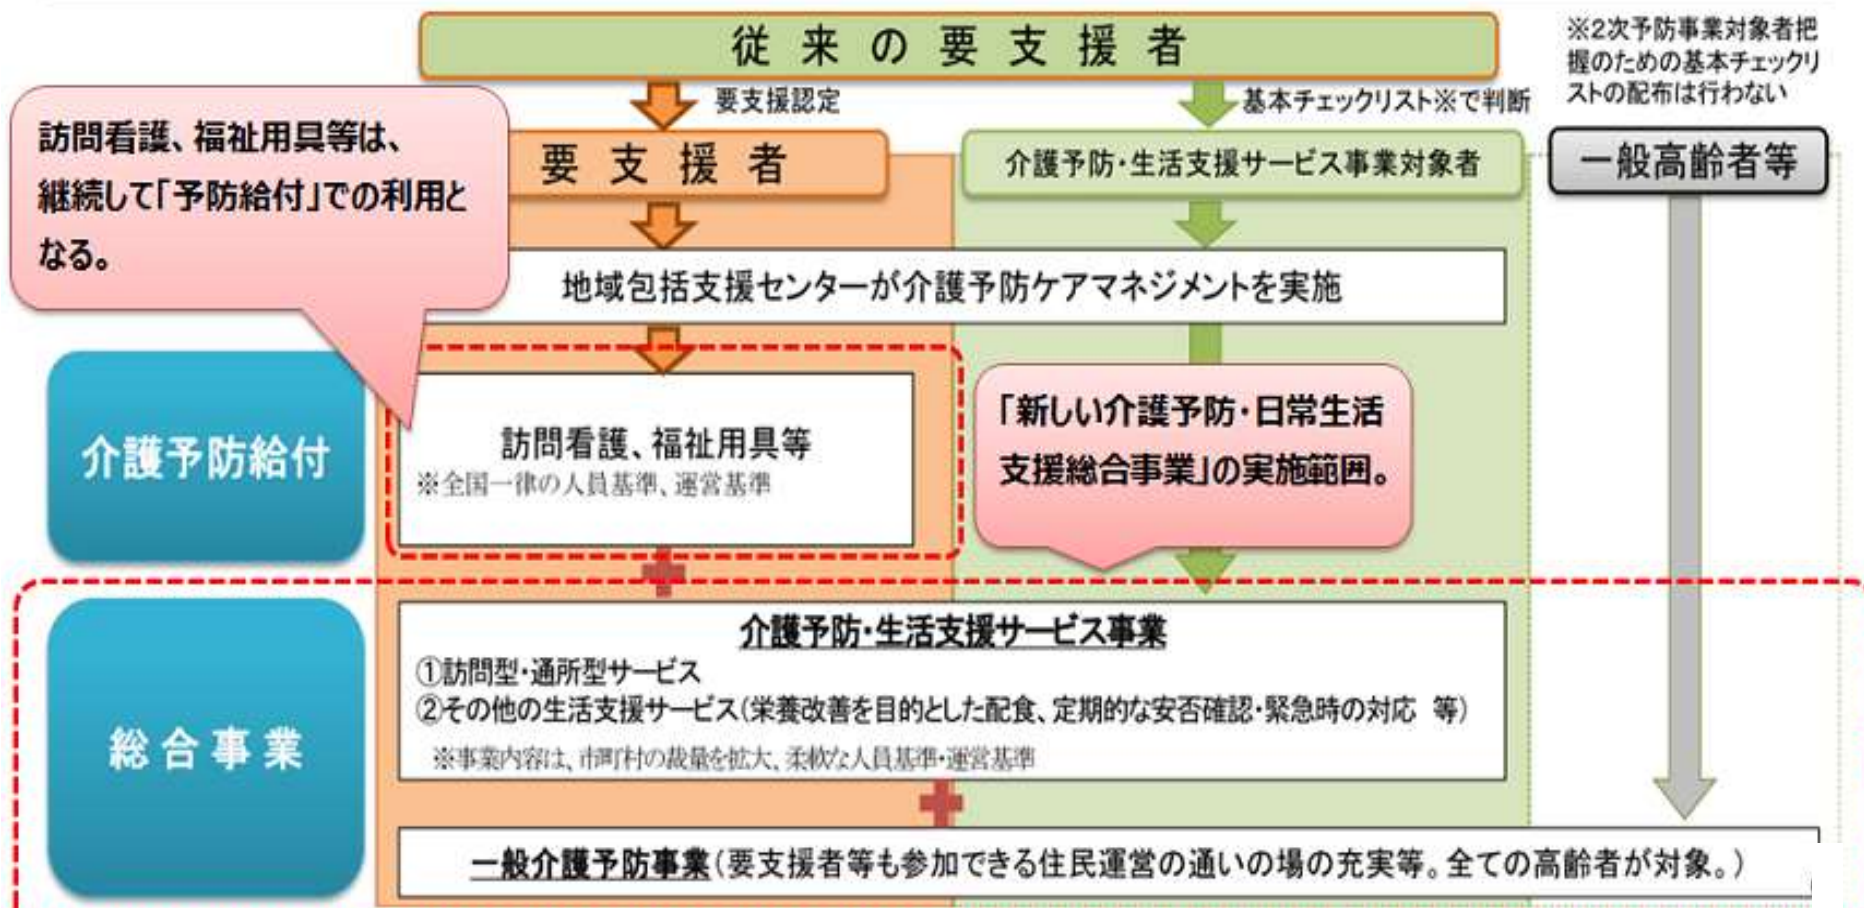 従来の要支援者
※2次予防事業対象者把
握のための基本チェックリ
ストの配布は行わない
要支援認定
基本チェックリスト※で判断
訪問看護、福祉用具等は、
継続して「予防給付」での利用と
なる。
要支援者
介護予防・生活支援サービス事業対象者
一般高齢者等
地域包括支援センターが介護予防ケアマネジメントを実施
介護予防給付
訪問看護、福祉用具等
※全国一律の人員基準、運営基準
「新しい介護予防・日常生活
支援総合事業」の実施範囲。
総合事業
介護予防・生活支援サービス事業
①訪問型・通所型サービス
②その他の生活支援サービス(栄養改善を目的とした配食、定期的な安否確認・緊急時の対応 等)
※事業内容は、市町村の裁量を拡大、柔軟な人員基準・運営基準
一般介護予防事業(要支援者等も参加できる住民運営の通いの場の充実等。全ての高齢者が対象。)